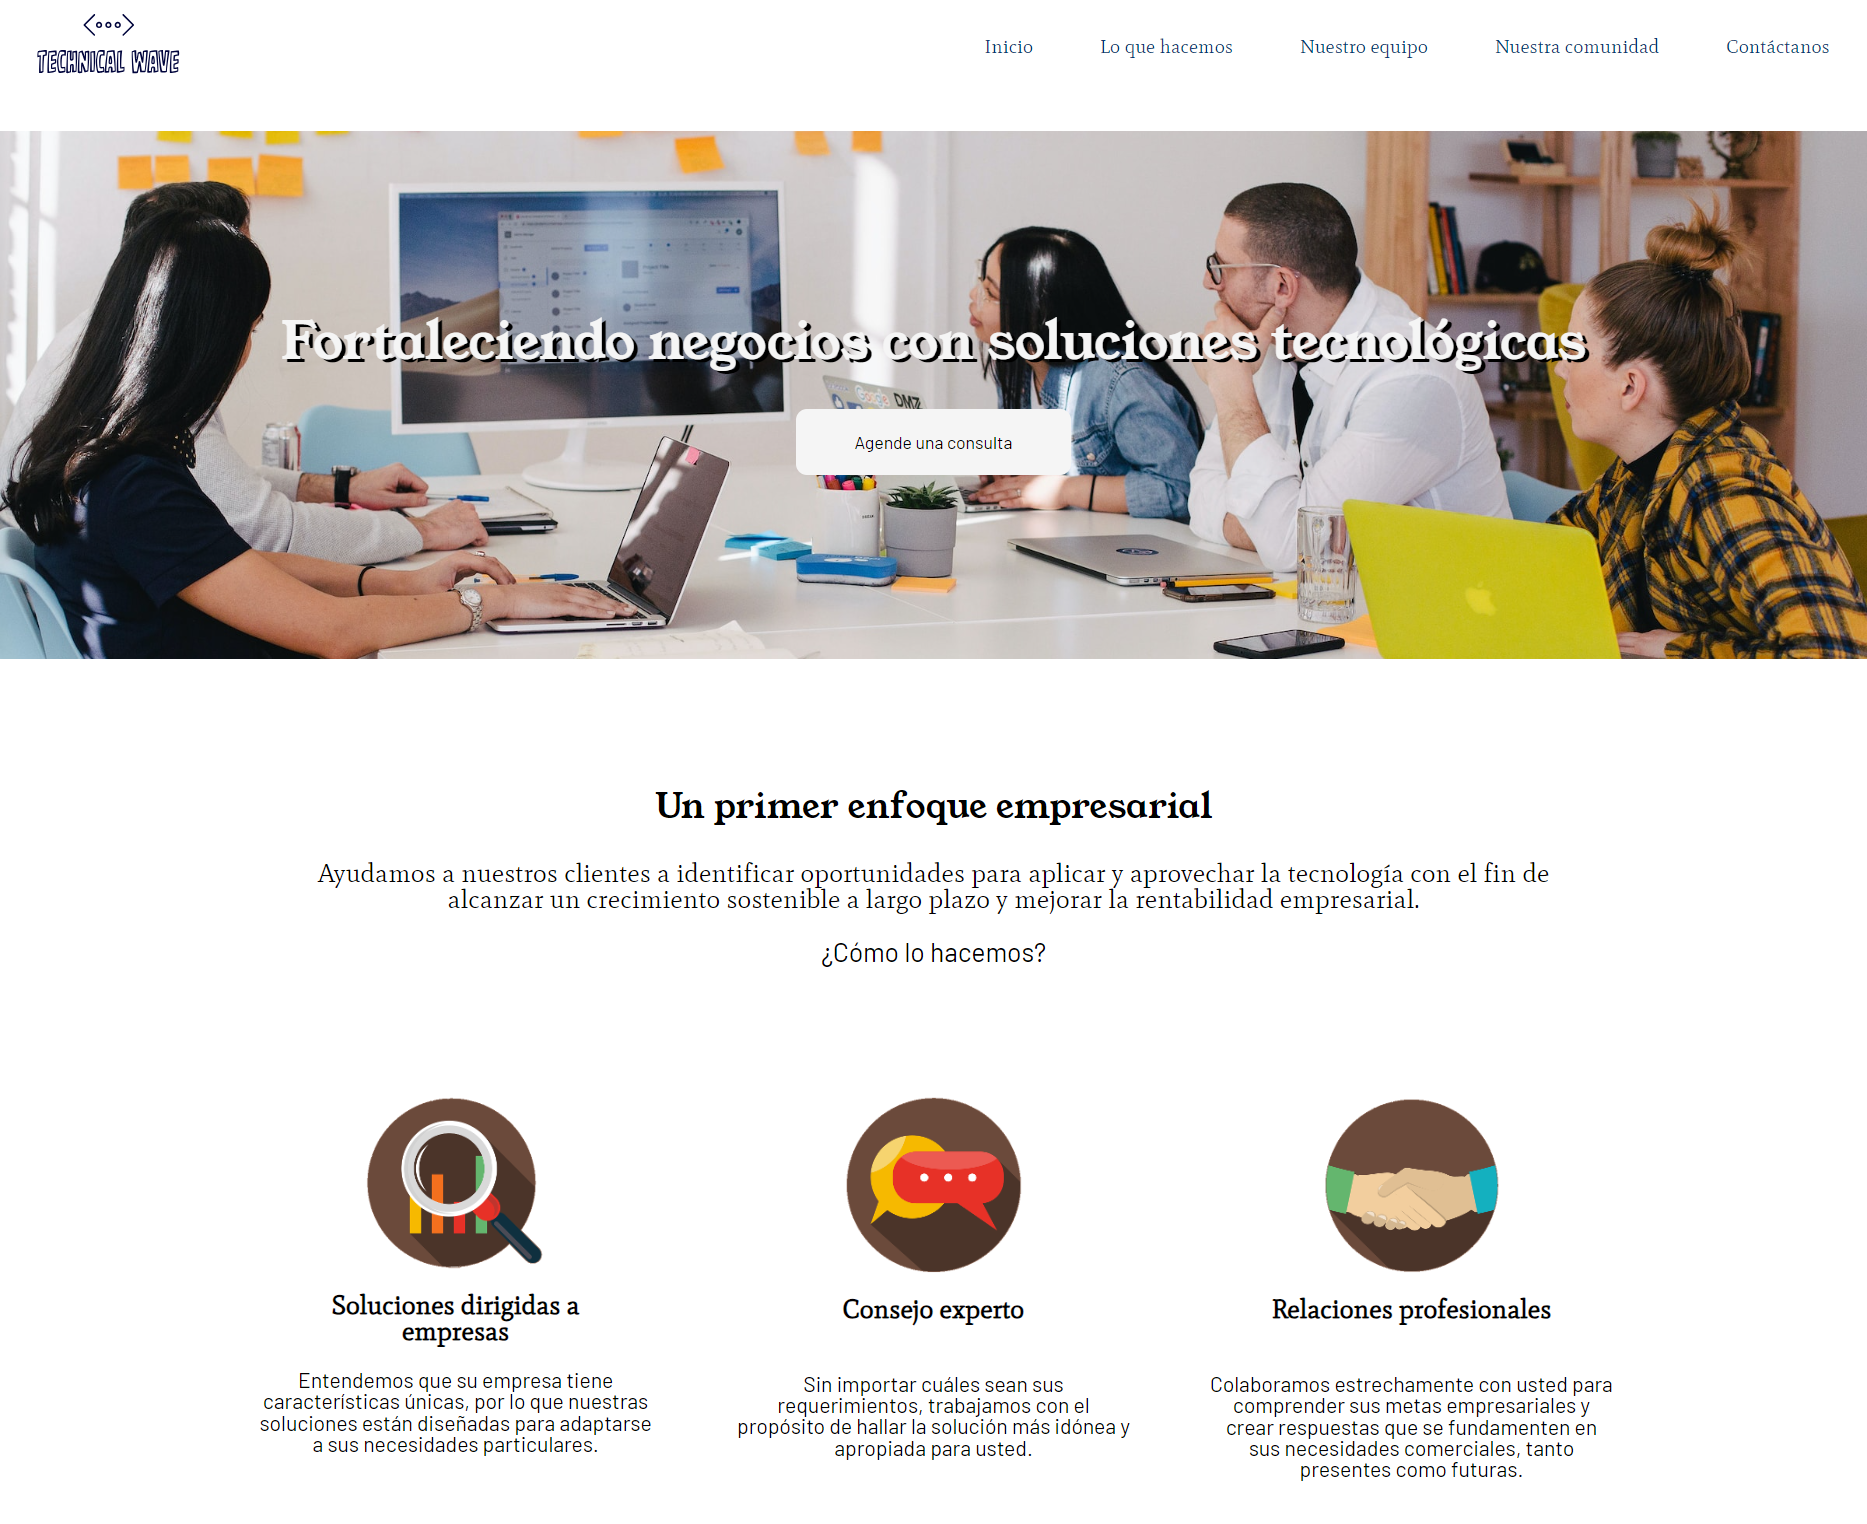 TECHNICAL WAVE
Inicio
Lo que hacemos
Nuestro equipo
Nuestra comunidad
Contáctanos
Fortaleciendo negocios con soluciones tecnológicas
Google
DMZ
Agende una consulta
Un primer enfoque empresarial
Ayudamos a nuestros clientes a identificar oportunidades para aplicar y aprovechar la tecnología con el fin de
alcanzar un crecimiento sostenible a largo plazo y mejorar la rentabilidad empresarial.
¿Cómo lo hacemos?
Soluciones dirigidas a
empresas
Entendemos que su empresa tiene
características únicas, por lo que nuestras
soluciones están diseñadas para adaptarse
a sus necesidades particulares.
Consejo experto
Sin importar cuáles sean sus
requerimientos, trabajamos con el
propósito de hallar la solución más idónea y
apropiada para usted.
Relaciones profesionales
Colaboramos estrechamente con usted para
comprender sus metas empresariales y
crear respuestas que se fundamenten en
sus necesidades comerciales, tanto
presentes como futuras.